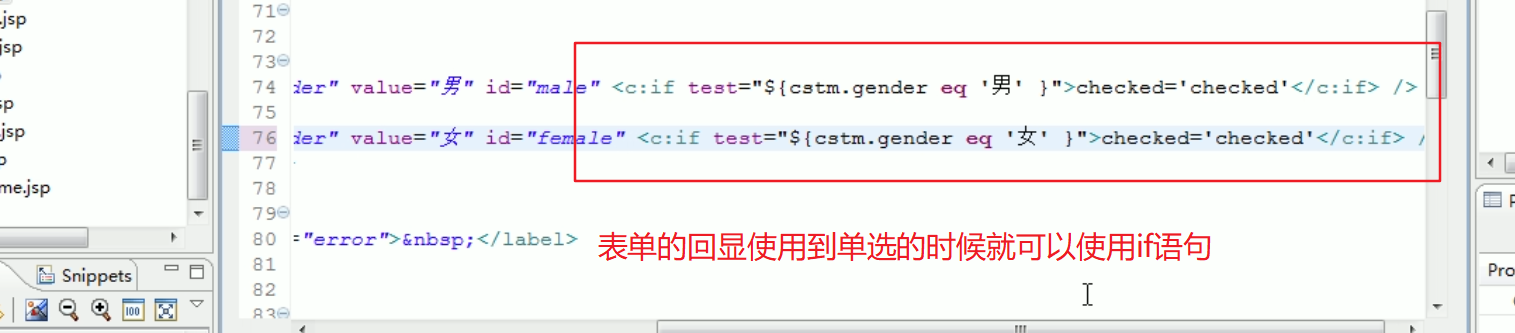 .jsp
jsp
sp
.jsp
p
me.jsp
Snippets
71
72
73
74 der" value="男" id="male" <c:if test="${cstm.gender eq '男' }">checked='checked'</c:if> />
75
76 der" value="女" id="female" <c:if test="${cstm.gender eq '女' }">checked='checked'</c:if> /
77
78
79
80 ="error">&nbsp;</label>
81
82
83
表单的回显使用到单选的时候就可以使用if语句
Pro